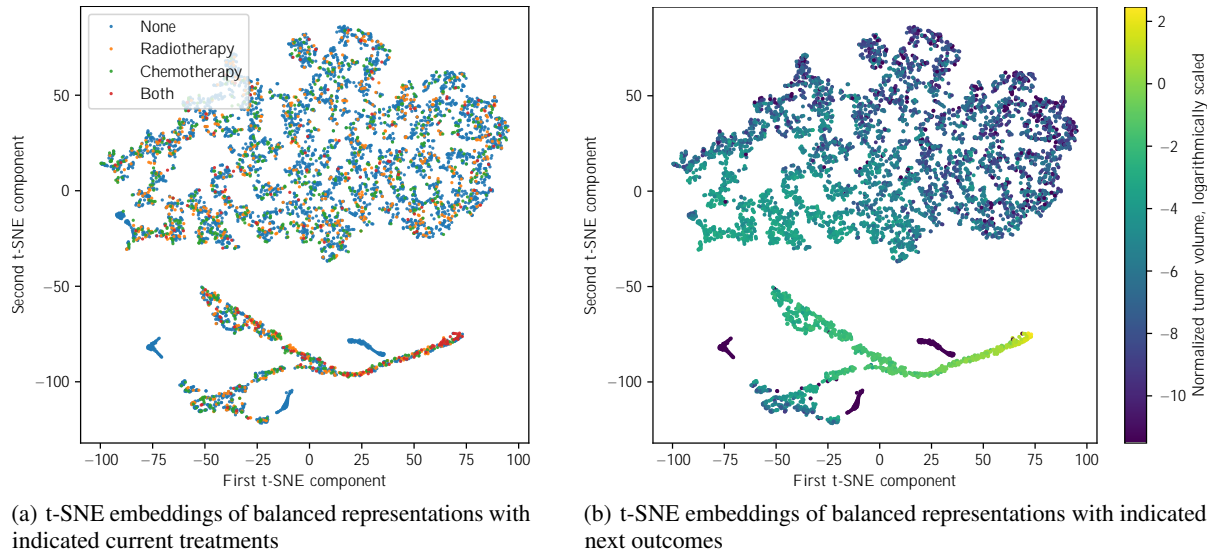 None
Radiotherapy
Chemotherapy
Both
50
0
−50
−100
Second t-SNE component
−100 −75 −50 −25 0 25 50 75 100
First t-SNE component
(a) t-SNE embeddings of balanced representations with
indicated current treatments
50
0
−50
−100
Second t-SNE component
−100 −75 −50 −25 0 25 50 75 100
First t-SNE component
2
0
−2
−4
−6
−8
−10
Normalized tumor volume, logarithmically scaled
(b) t-SNE embeddings of balanced representations with indicated
next outcomes